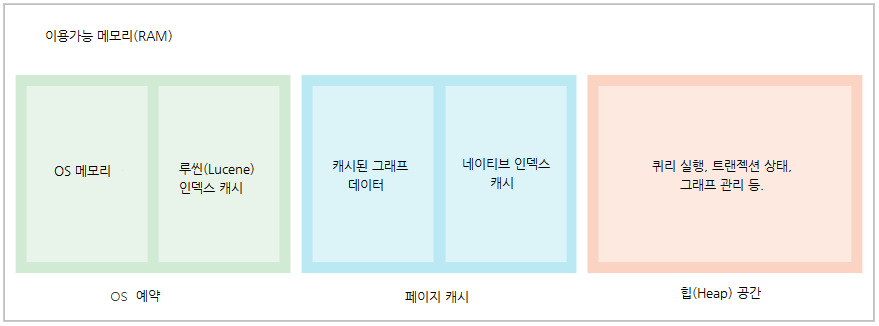 이용가능 메모리(RAM)
OS 메모리
루씬(Lucene)
인덱스 캐시
캐시된 그래프
데이터
네이티브 인덱스
캐시
쿼리 실행, 트랜젝션 상태,
그래프 관리 등.
OS 예약
페이지 캐시
힙(Heap) 공간